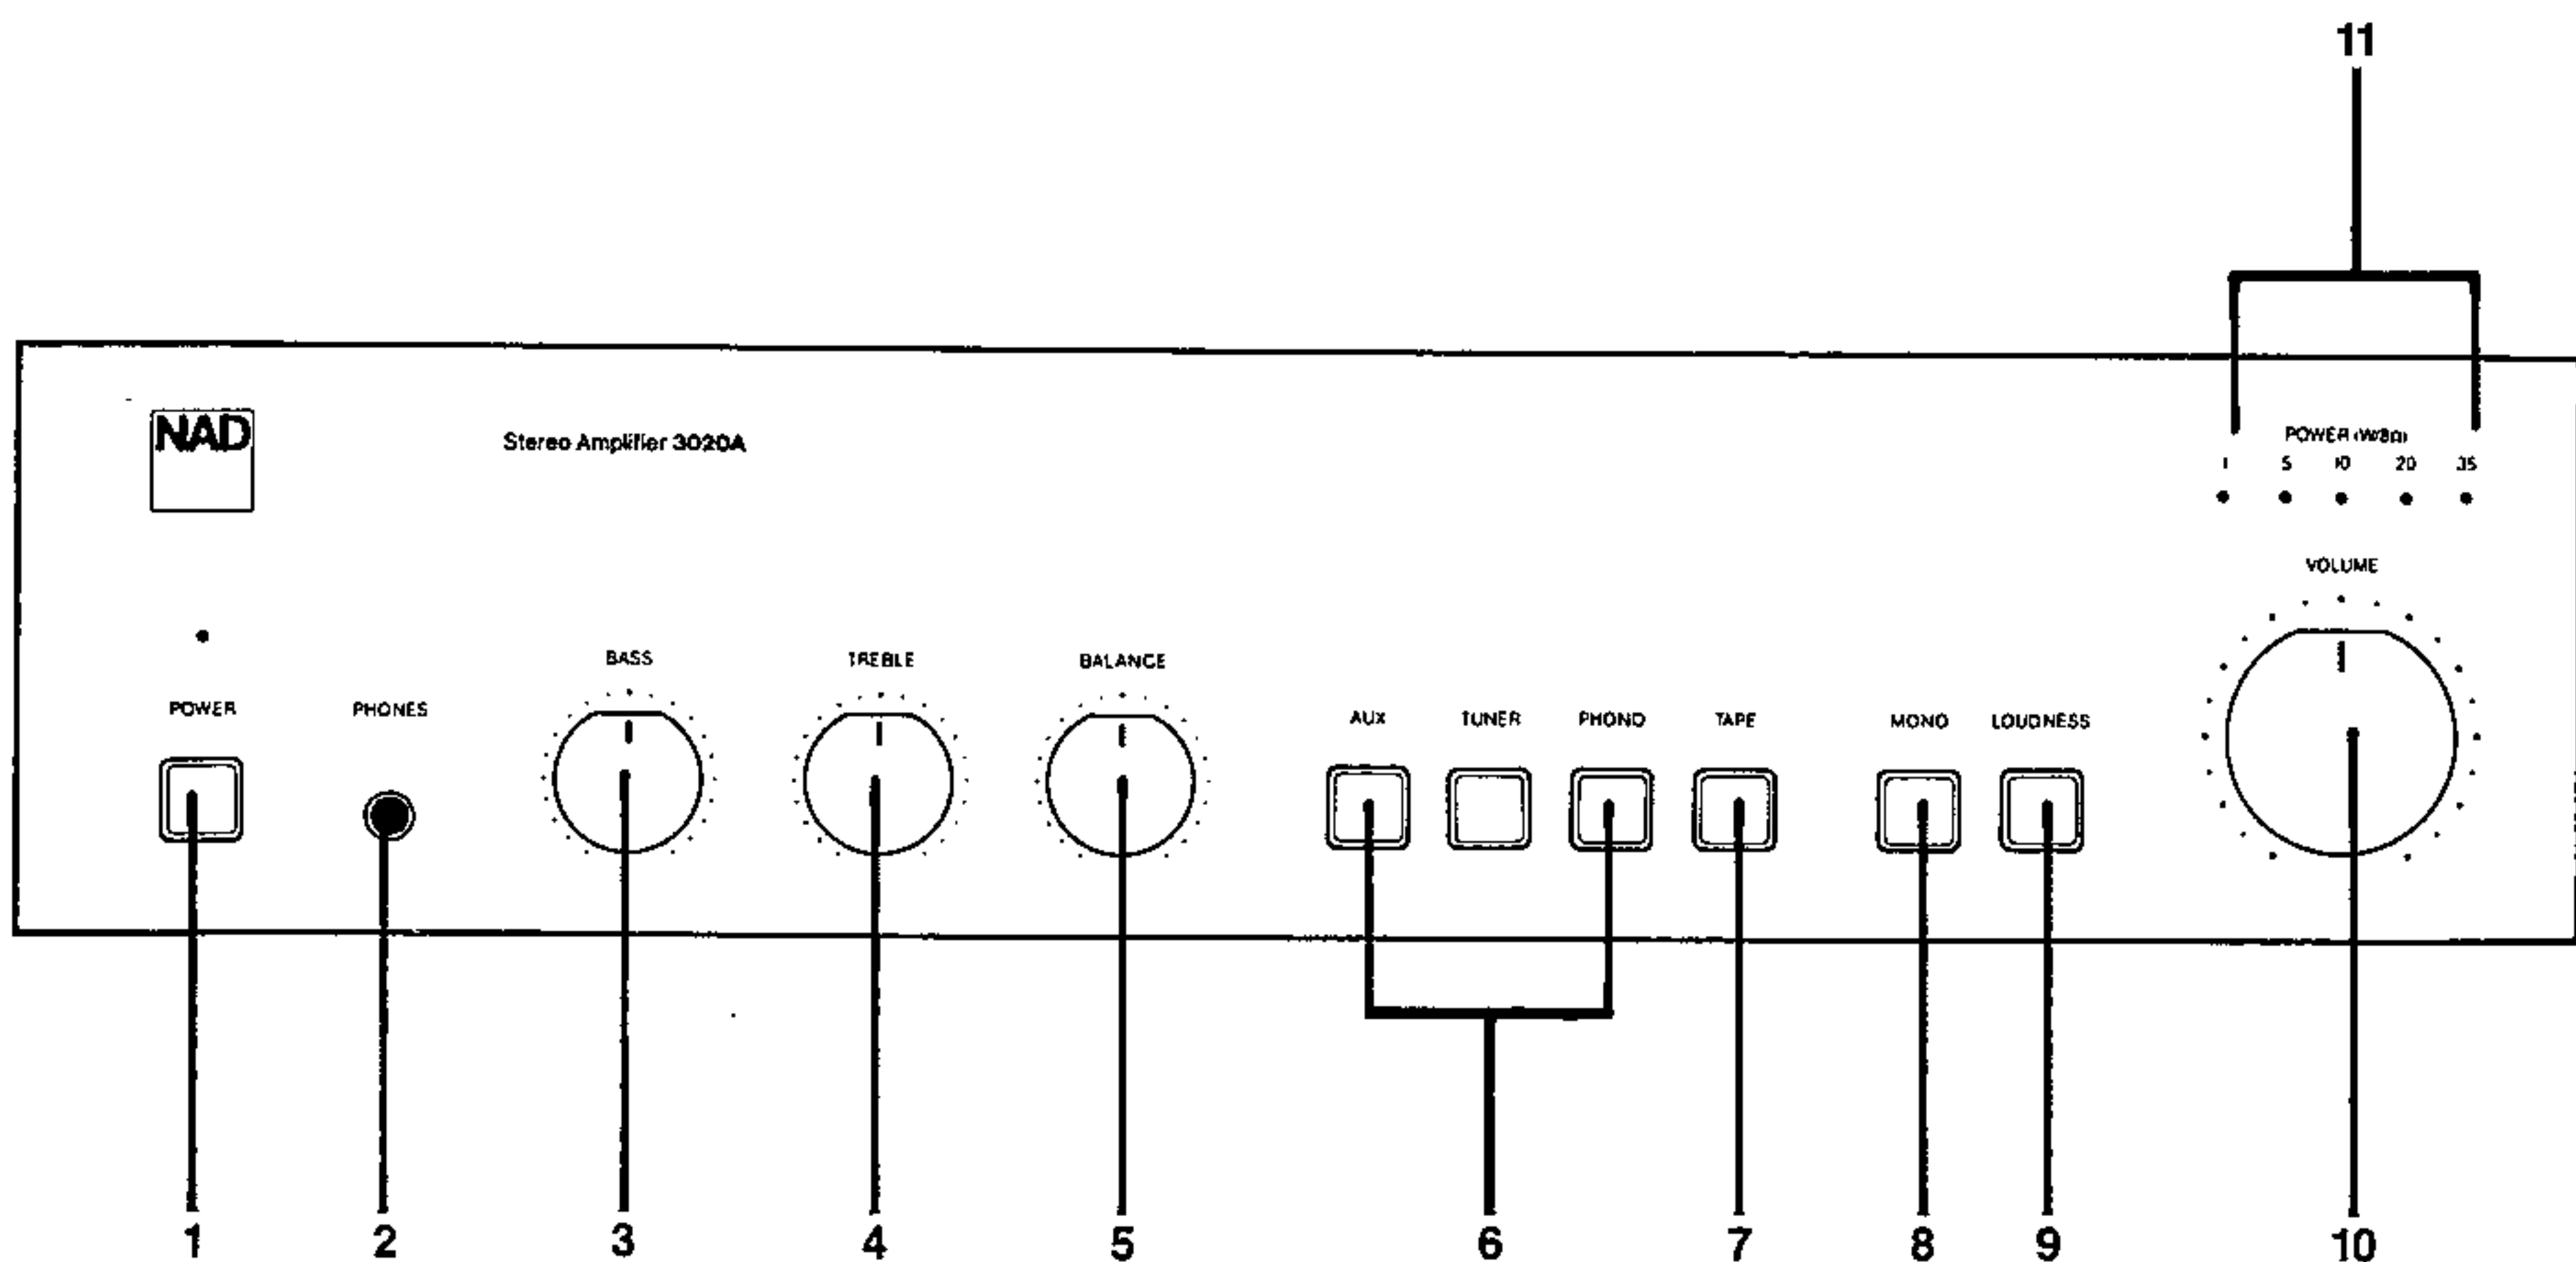 11
NAD
Stereo Amplifier 3020A
POWER (W/8Ω)
1 5 10 20 35
VOLUME
BASS TREBLE BALANCE
POWER PHONES AUX TUNER PHONO TAPE MONO LOUDNESS
1 2 3 4 5 6 7 8 9 10